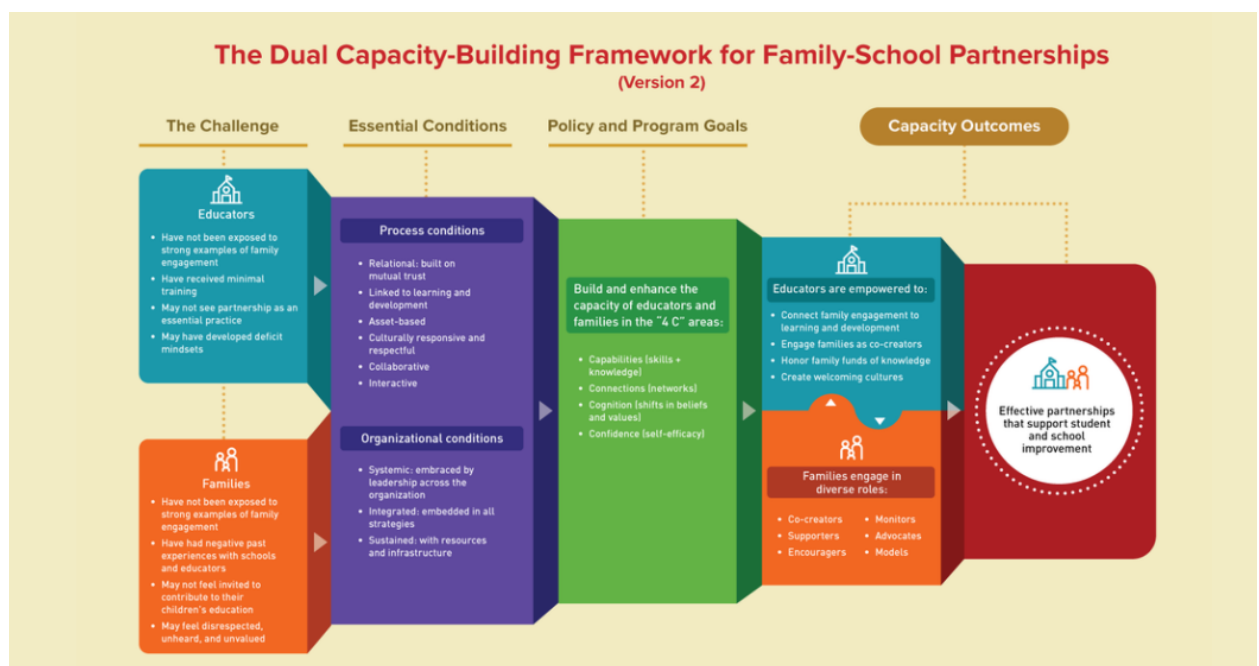 The Dual Capacity-Building Framework for Family-School Partnerships
(Version 2)
The Challenge
Essential Conditions
Policy and Program Goals
Capacity Outcomes
Educators
• Have not been exposed to
strong examples of family
engagement
• Have received minimal
training
• May not see partnership as an
essential practice
• May have developed deficit
mindsets
Families
• Have not been exposed to
strong examples of family
engagement
• Have had negative past
experiences with schools
and educators
• May not feel invited to
contribute to their
children's education
• May feel disrespected,
unheard, and unvalued
Process conditions
• Relational: built on
mutual trust
• Linked to learning and
development
• Asset-based
• Culturally responsive and
respectful
• Collaborative
• Interactive
Organizational conditions
• Systemic: embraced by
leadership across the
organization
• Integrated: embedded in all
strategies
• Sustained: with resources
and infrastructure
Build and enhance the
capacity of educators and
families in the "4 C" areas:
• Capabilities (skills +
knowledge)
• Connections (networks)
• Cognition (shifts in beliefs
and values)
• Confidence (self-efficacy)
Educators are empowered to:
• Connect family engagement to
learning and development
• Engage families as co-creators
• Honor family funds of knowledge
• Create welcoming cultures
Families engage in
diverse roles:
• Co-creators
• Supporters
• Encouragers
• Monitors
• Advocates
• Models
Effective partnerships
that support student
and school
improvement